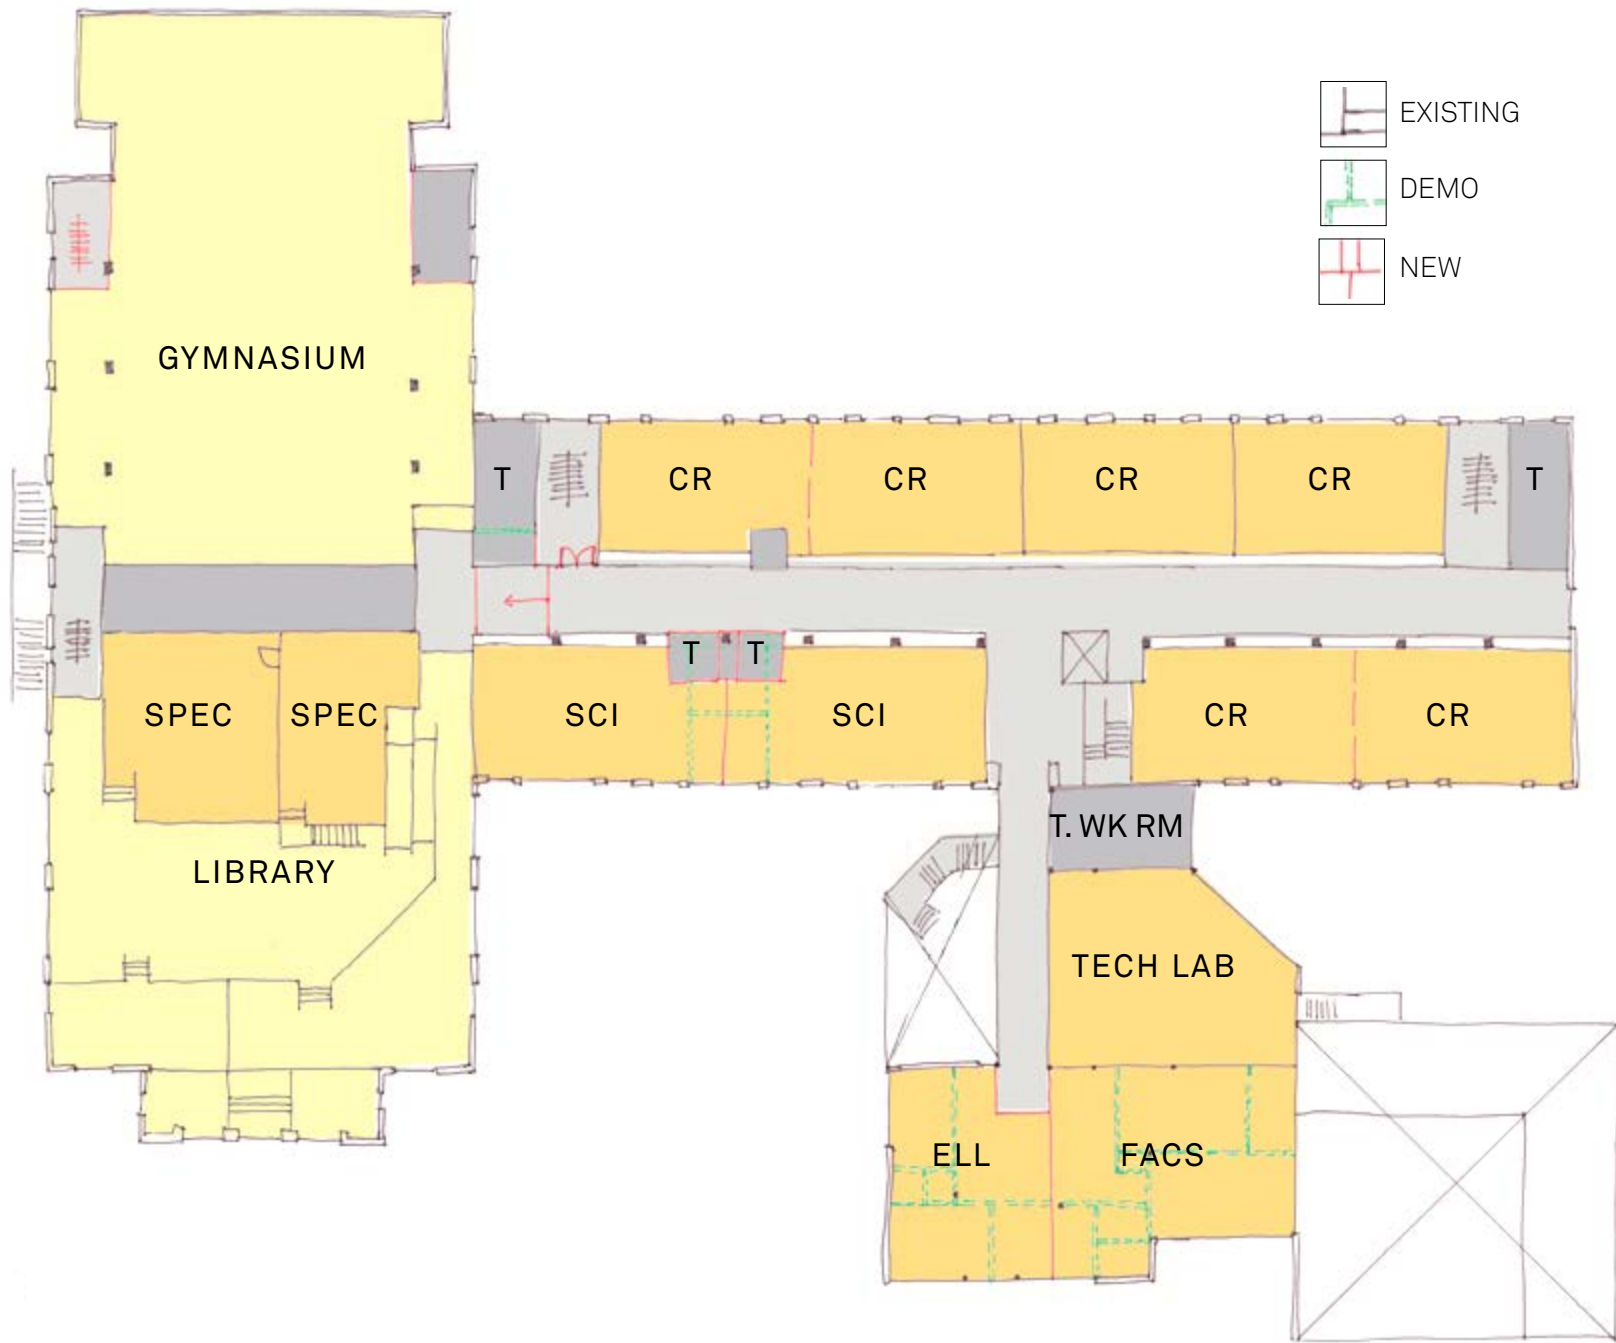 EXISTING
DEMO
NEW
GYMNASIUM
T
CR
CR
CR
CR
T
T
T
SPEC
SPEC
SCI
SCI
CR
CR
T. WK RM
LIBRARY
TECH LAB
ELL
FACS